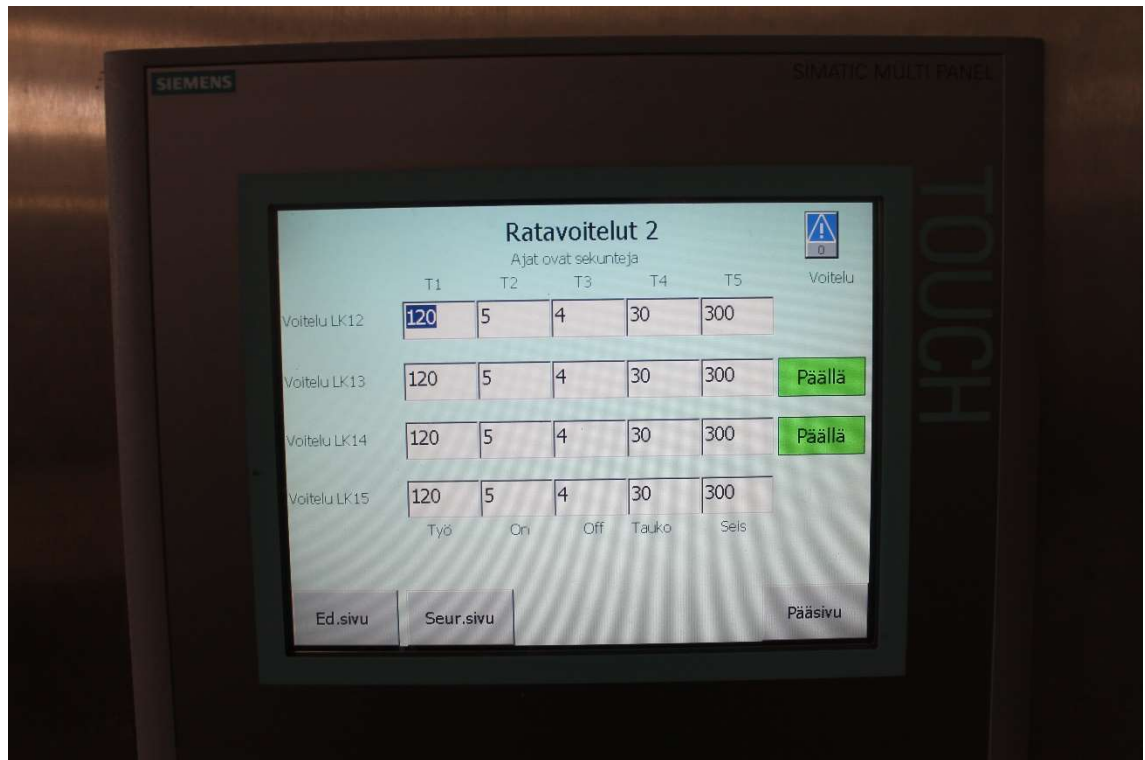 SIEMENS
SIMATIC MULTI PANEL
TOUCH
Ratavoitelut 2
0
Ajat ovat sekunteja
T1 T2 T3 T4 T5 Voitelu
Voitelu LK12 120 5 4 30 300
Voitelu LK13 120 5 4 30 300 Päällä
Voitelu LK14 120 5 4 30 300 Päällä
Voitelu LK15 120 5 4 30 300
Työ On Off Tauko Seis
Ed.sivu Seur.sivu Pääsivu